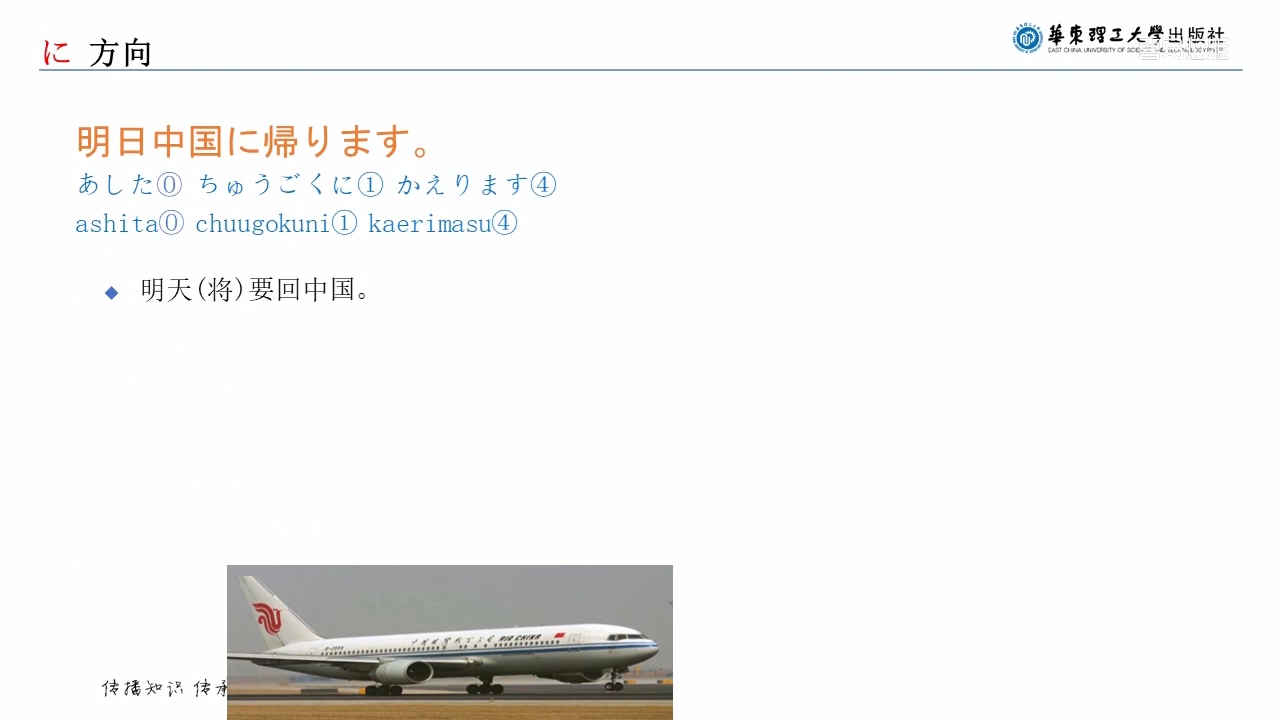 に 方向
華東理工大學出版社
明日中国に帰ります。
あした⓪ ちゅうごくに① かえります④
ashita⓪ chuugokuni① kaerimasu④
明天(将)要回中国。
AIR CHINA
传播知识 传承